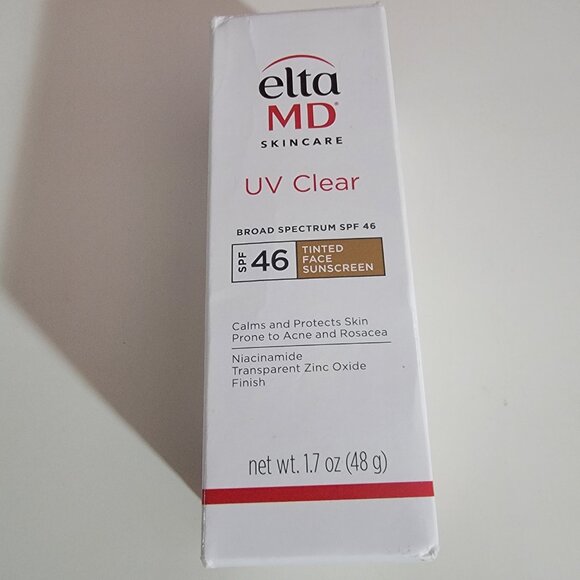 elta
MD®
SKINCARE
UV Clear
BROAD SPECTRUM SPF 46
SPF 46 TINTED
FACE
SUNSCREEN
Calms and Protects Skin
Prone to Acne and Rosacea
Niacinamide
Transparent Zinc Oxide
Finish
net wt. 1.7 oz (48 g)